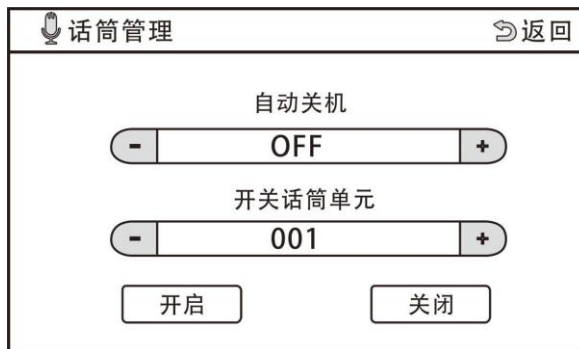 话筒管理 返回
自动关机
- OFF +
开关话筒单元
- 001 +
开启 关闭